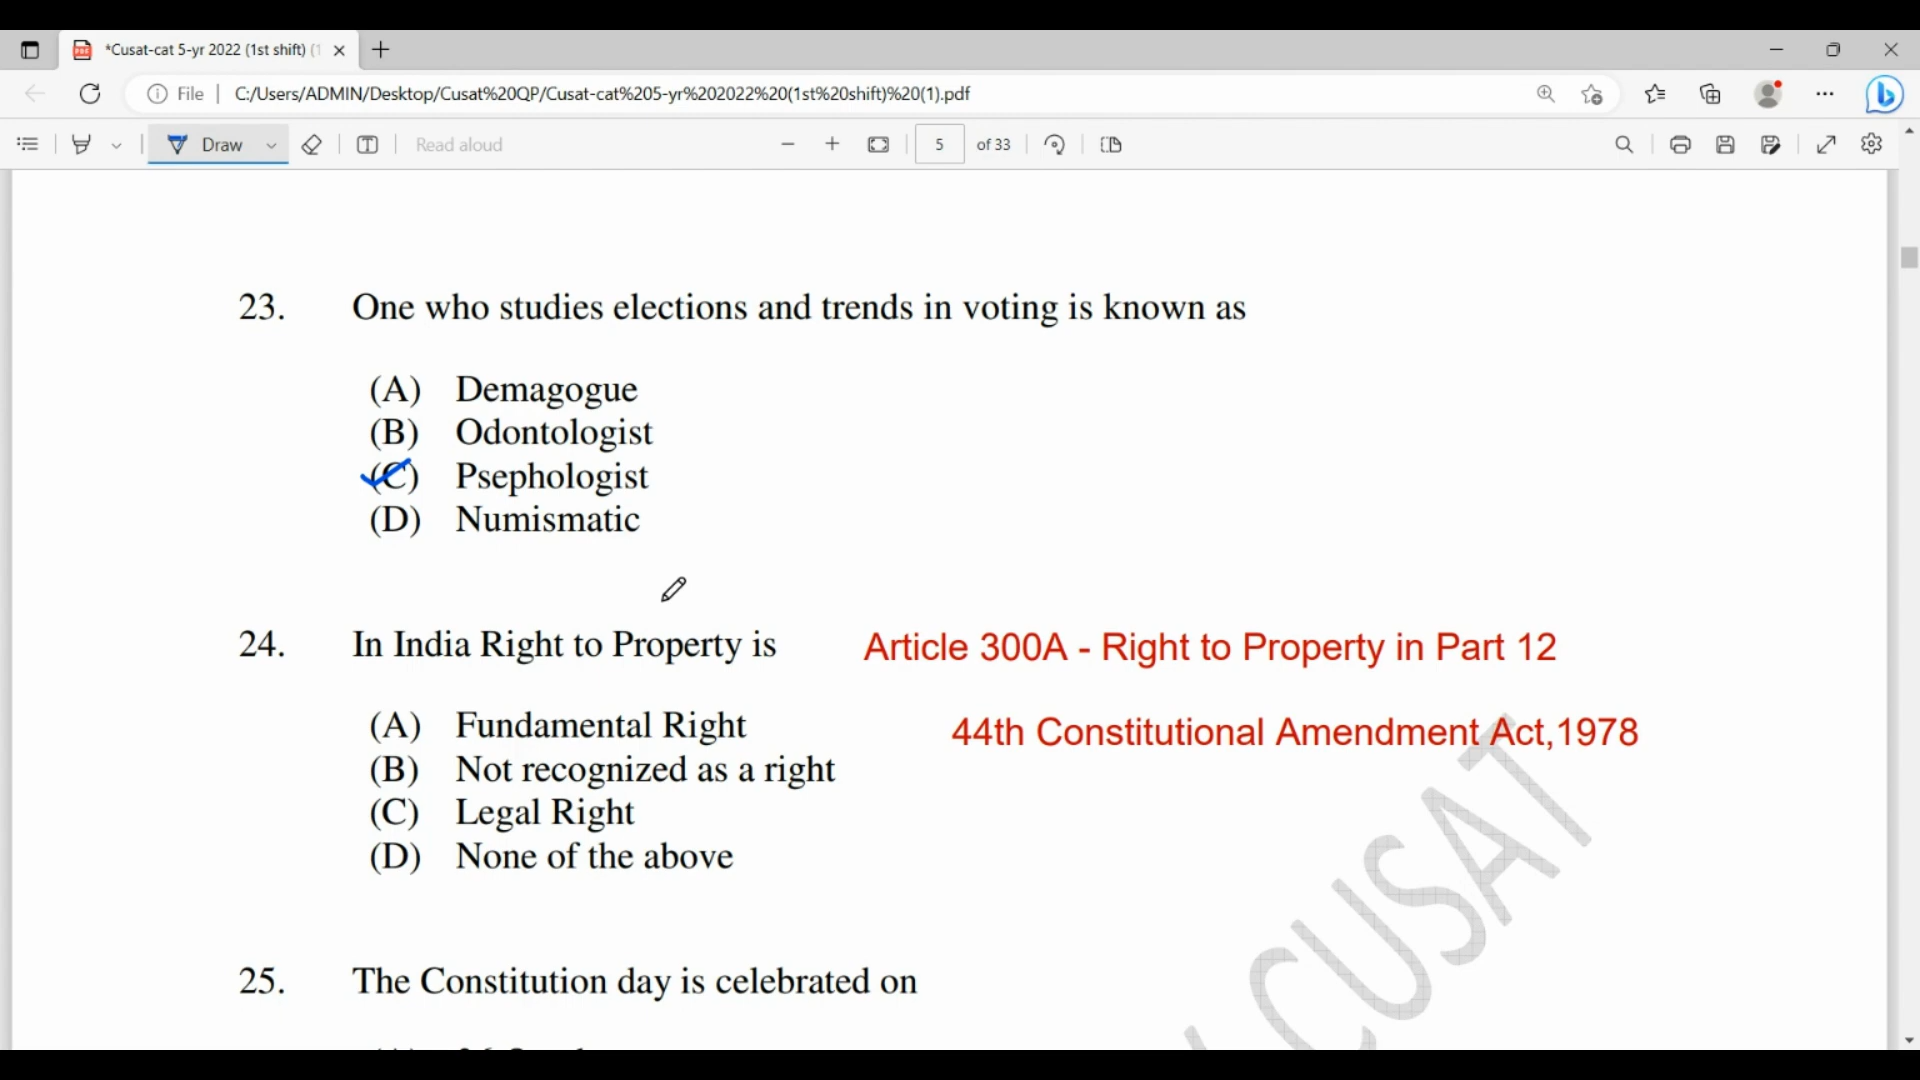 *Cusat-cat 5-yr 2022 (1st shift) (1
File
C:/Users/ADMIN/Desktop/Cusat%20QP/Cusat-cat%205-yr%202022%20(1st%20shift)%20(1).pdf
Draw
Read aloud
5 of 33
23. One who studies elections and trends in voting is known as
(A) Demagogue
(B) Odontologist
(C) Psephologist
(D) Numismatic
24. In India Right to Property is Article 300A - Right to Property in Part 12
(A) Fundamental Right 44th Constitutional Amendment Act,1978
(B) Not recognized as a right
(C) Legal Right
(D) None of the above
25. The Constitution day is celebrated on
CUSAT